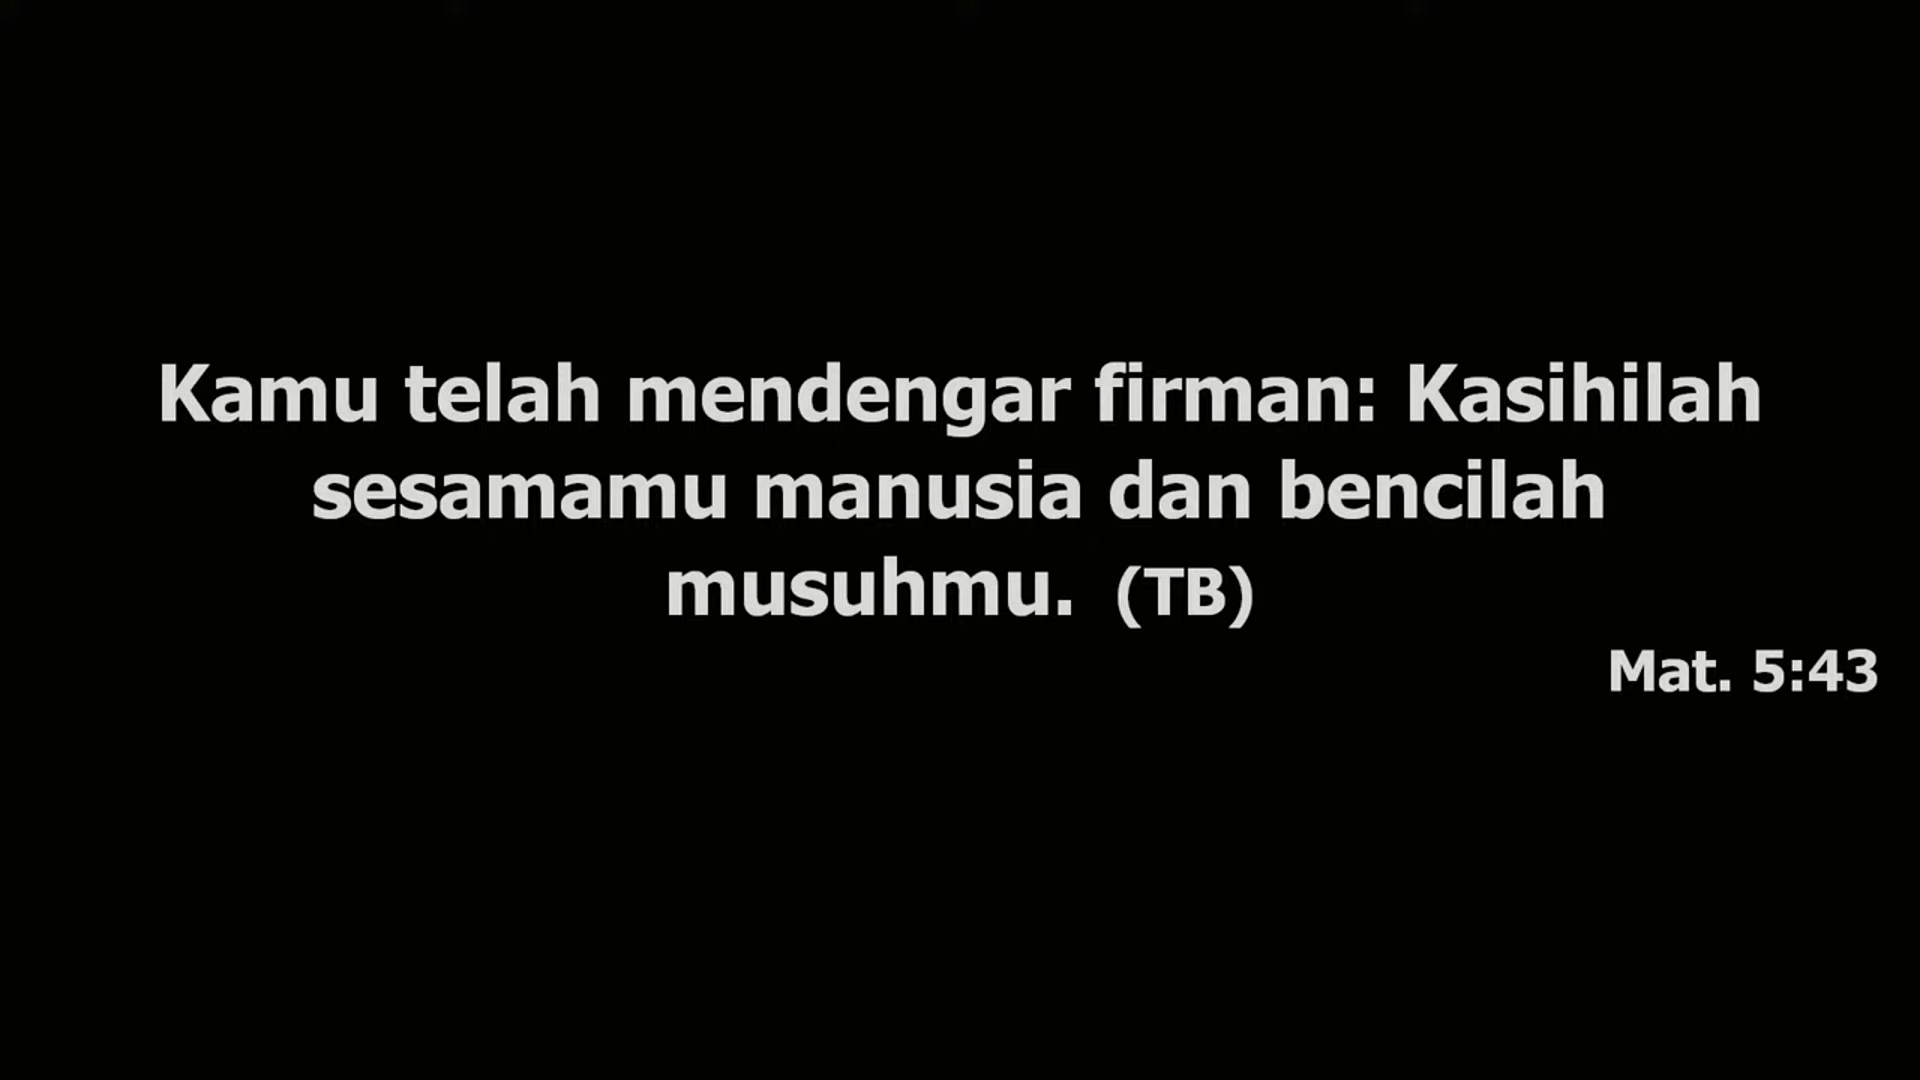 Kamu telah mendengar firman: Kasihilah
sesamamu manusia dan bencilah
musuhmu. (TB)
Mat. 5:43